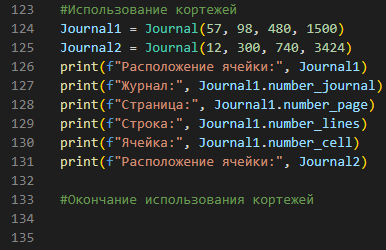 123 #Использование кортежей
124 Journal1 = Journal(57, 98, 480, 1500)
125 Journal2 = Journal(12, 300, 740, 3424)
126 print(f"Расположение ячейки:", Journal1)
127 print(f"Журнал:", Journal1.number_journal)
128 print(f"Страница:", Journal1.number_page)
129 print(f"Строка:", Journal1.number_lines)
130 print(f"Ячейка:", Journal1.number_cell)
131 print(f"Расположение ячейки:", Journal2)
132
133 #Окончание использования кортежей
134
135